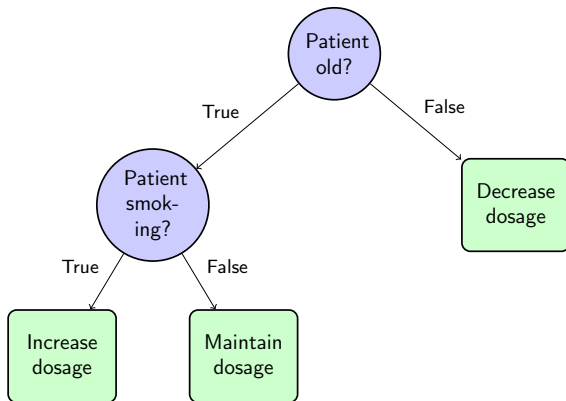 Patient
old?
True
False
Patient
smok-
ing?
Decrease
dosage
True
False
Increase
dosage
Maintain
dosage